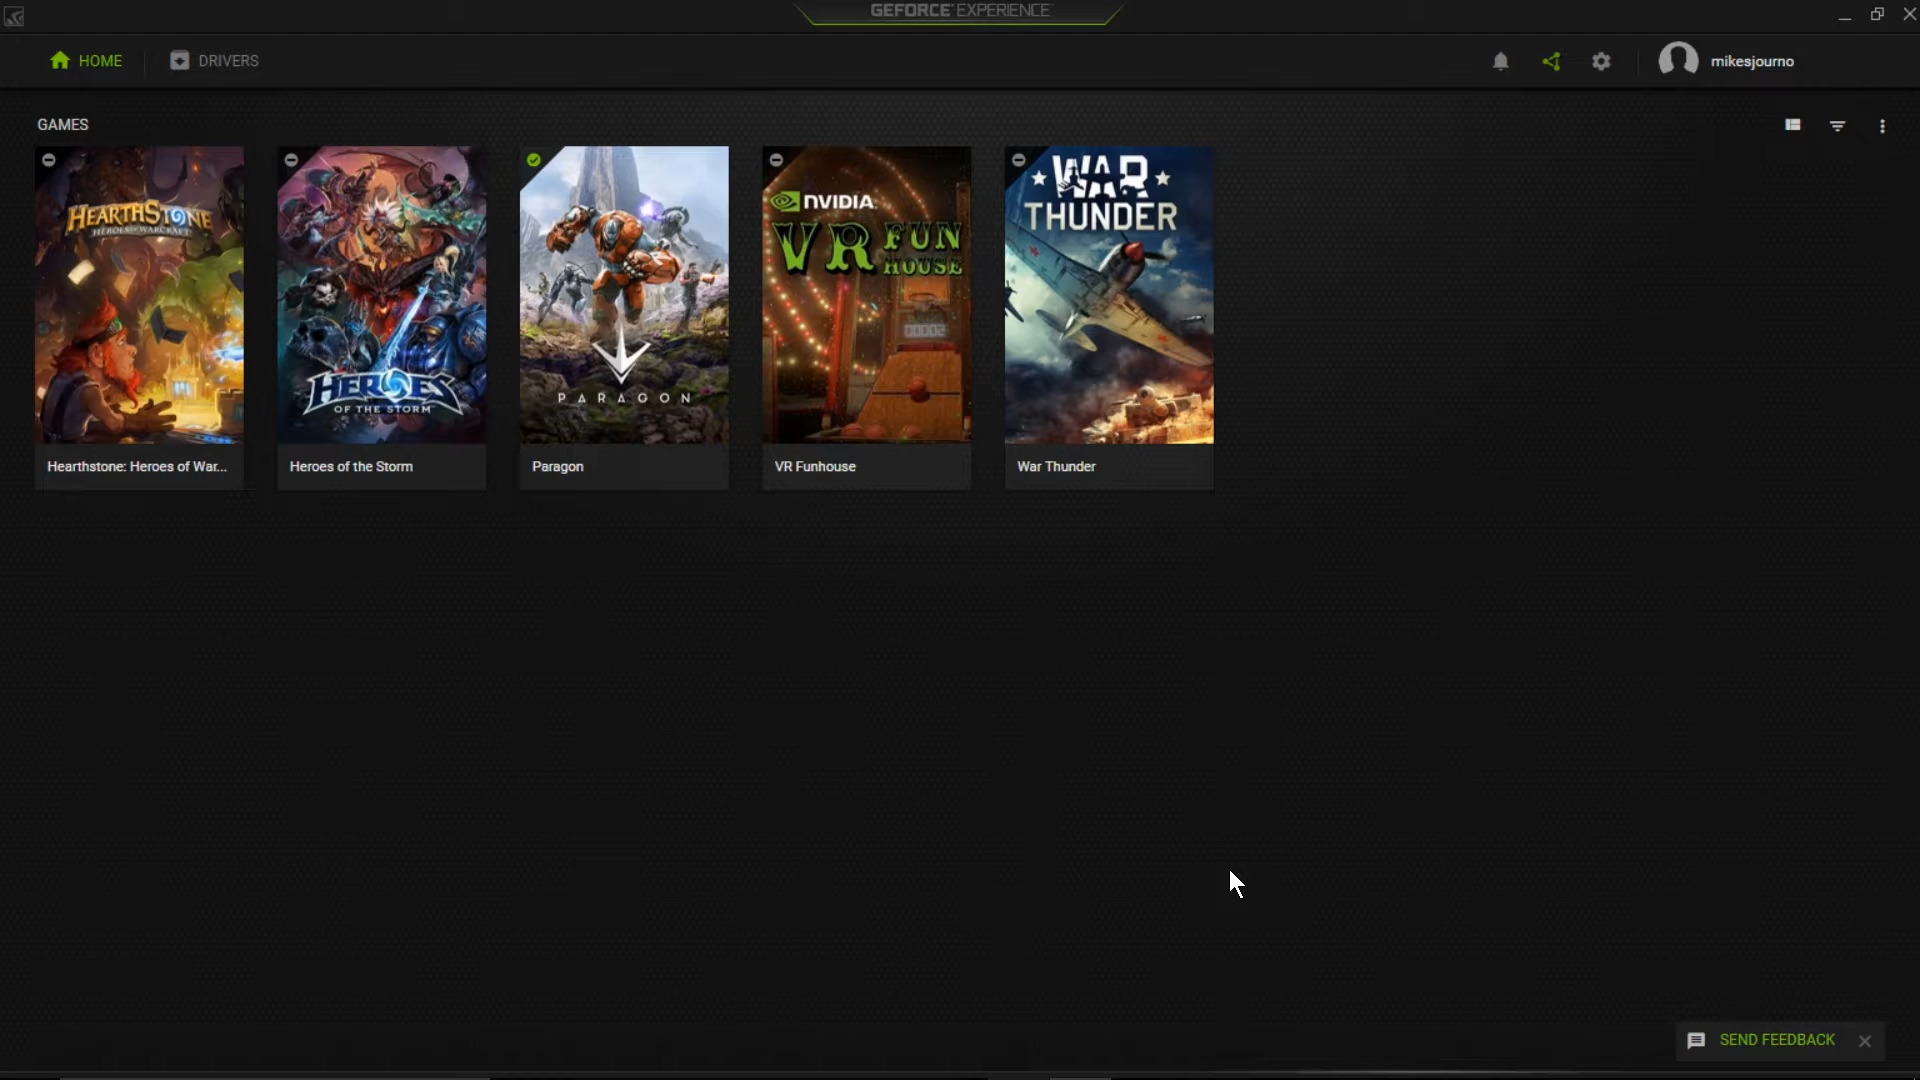 GEFORCE EXPERIENCE
HOME
DRIVERS
mikesjourno
GAMES
HEARTHSTONE
HEROES OF WARCRAFT
HEROES
OF THE STORM
PARAGON
NVIDIA
VR FUN
HOUSE
WAR
THUNDER
Hearthstone: Heroes of War...
Heroes of the Storm
Paragon
VR Funhouse
War Thunder
SEND FEEDBACK